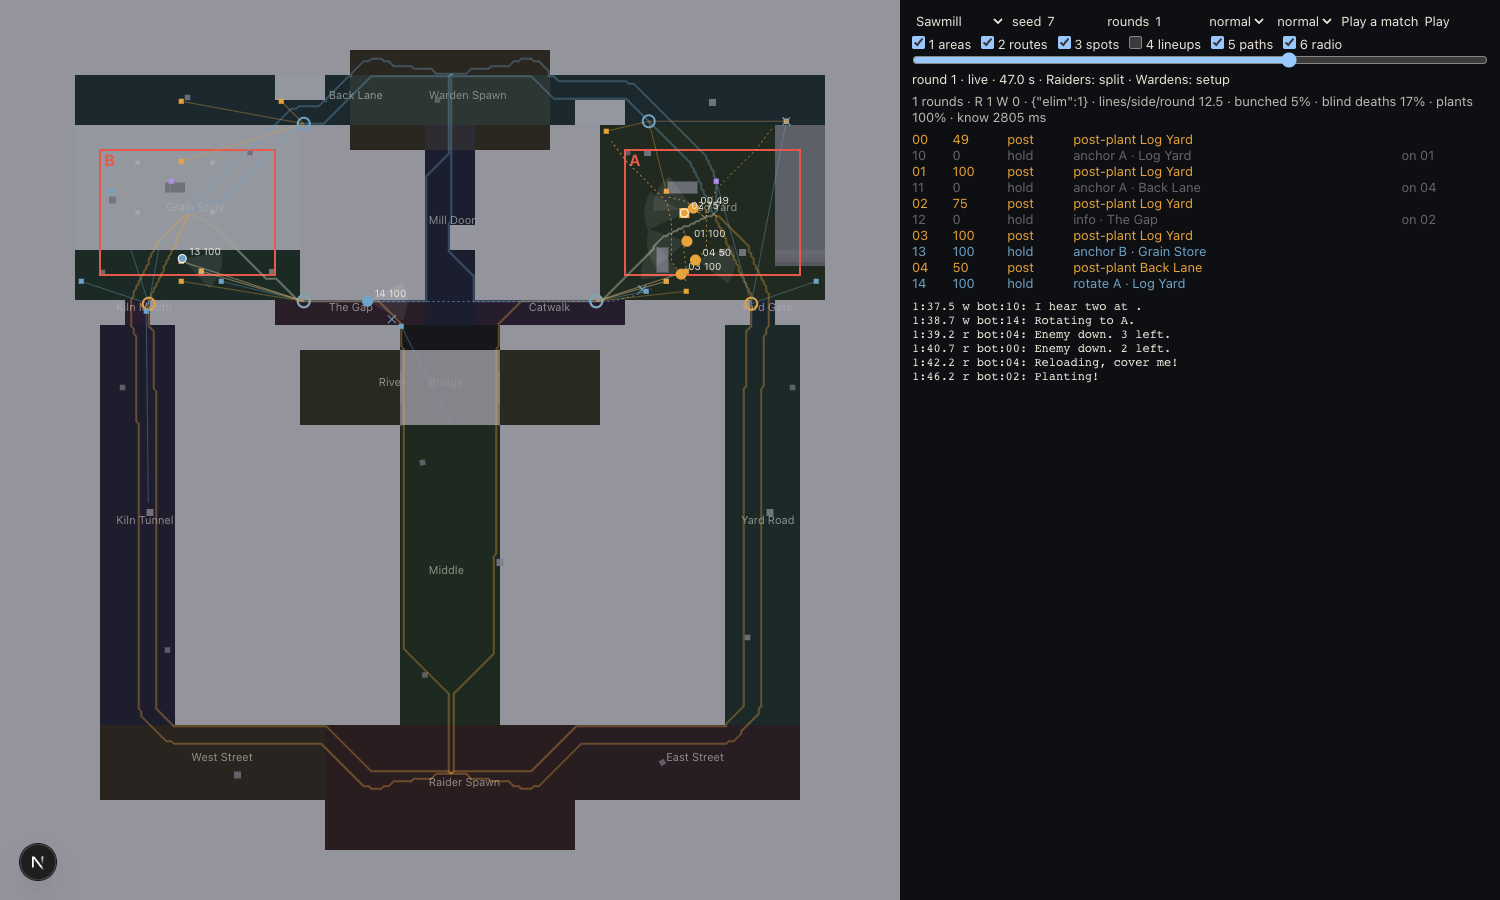 Sawmill seed 7 rounds 1 normal normal Play a match Play
1 areas 2 routes 3 spots 4 lineups 5 paths 6 radio
round 1 · live · 47.0 s · Raiders: split · Wardens: setup
1 rounds · R 1 W 0 · {"elim":1} · lines/side/round 12.5 · bunched 5% · blind deaths 17% · plants
100% · know 2805 ms
00 49 post post-plant Log Yard
10 0 hold anchor A · Log Yard on 01
01 100 post post-plant Log Yard
11 0 hold anchor A · Back Lane on 04
02 75 post post-plant Log Yard
12 0 hold info · The Gap on 02
03 100 post post-plant Log Yard
13 100 hold anchor B · Grain Store
04 50 post post-plant Back Lane
14 100 hold rotate A · Log Yard
1:37.5 w bot:10: I hear two at .
1:38.7 w bot:14: Rotating to A.
1:39.2 r bot:04: Enemy down. 3 left.
1:40.7 r bot:00: Enemy down. 2 left.
1:42.2 r bot:04: Reloading, cover me!
1:46.2 r bot:02: Planting!
Back Lane
Warden Spawn
B
A
Grain Store
Mill Door
00 49
01 100
13 100
04 50
03 100
14 100
The Gap
Catwalk
Bridge
Kiln Tunnel
Yard Road
Middle
West Street
East Street
Raider Spawn
N